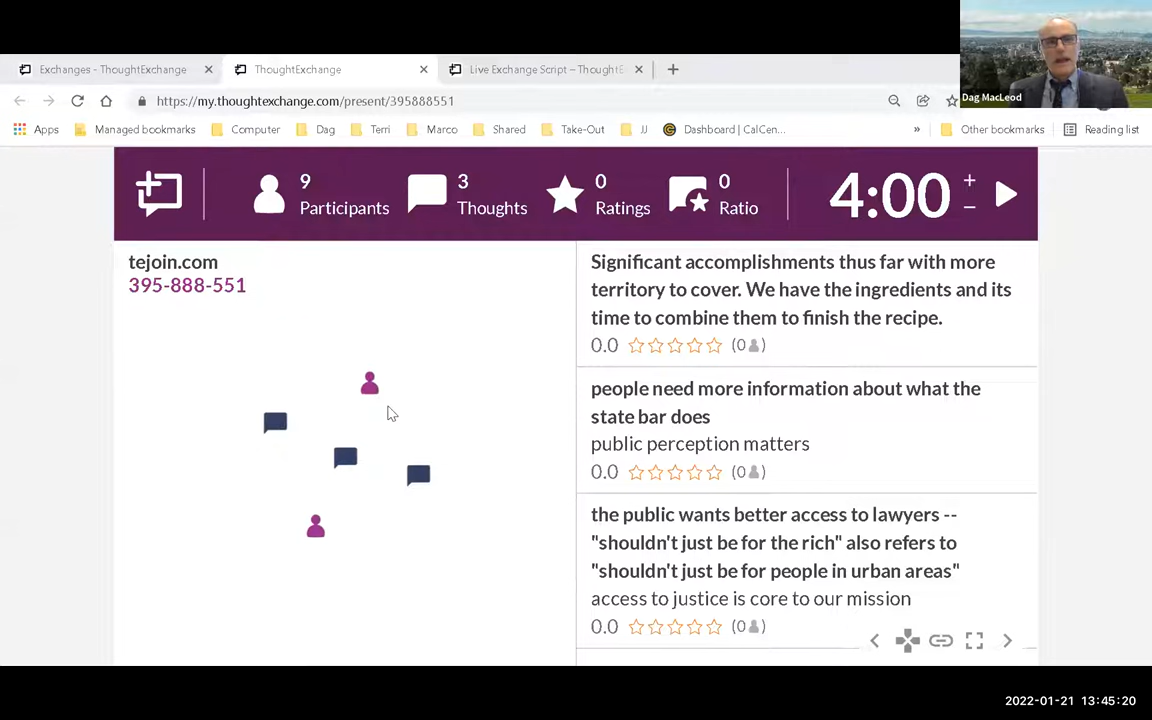 Dag MacLeod
Exchanges - ThoughtExchange
ThoughtExchange
Live Exchange Script – ThoughtE
https://my.thoughtexchange.com/present/395888551
Apps Managed bookmarks Computer Dag Terri Marco Shared Take-Out JJ Dashboard | CalCen... » Other bookmarks Reading list
9 Participants
3 Thoughts
0 Ratings
0 Ratio
4:00
tejoin.com
395-888-551
Significant accomplishments thus far with more
territory to cover. We have the ingredients and its
time to combine them to finish the recipe.
0.0 (0)
people need more information about what the
state bar does
public perception matters
0.0 (0)
the public wants better access to lawyers --
"shouldn't just be for the rich" also refers to
"shouldn't just be for people in urban areas"
access to justice is core to our mission
0.0 (0)
2022-01-21 13:45:20